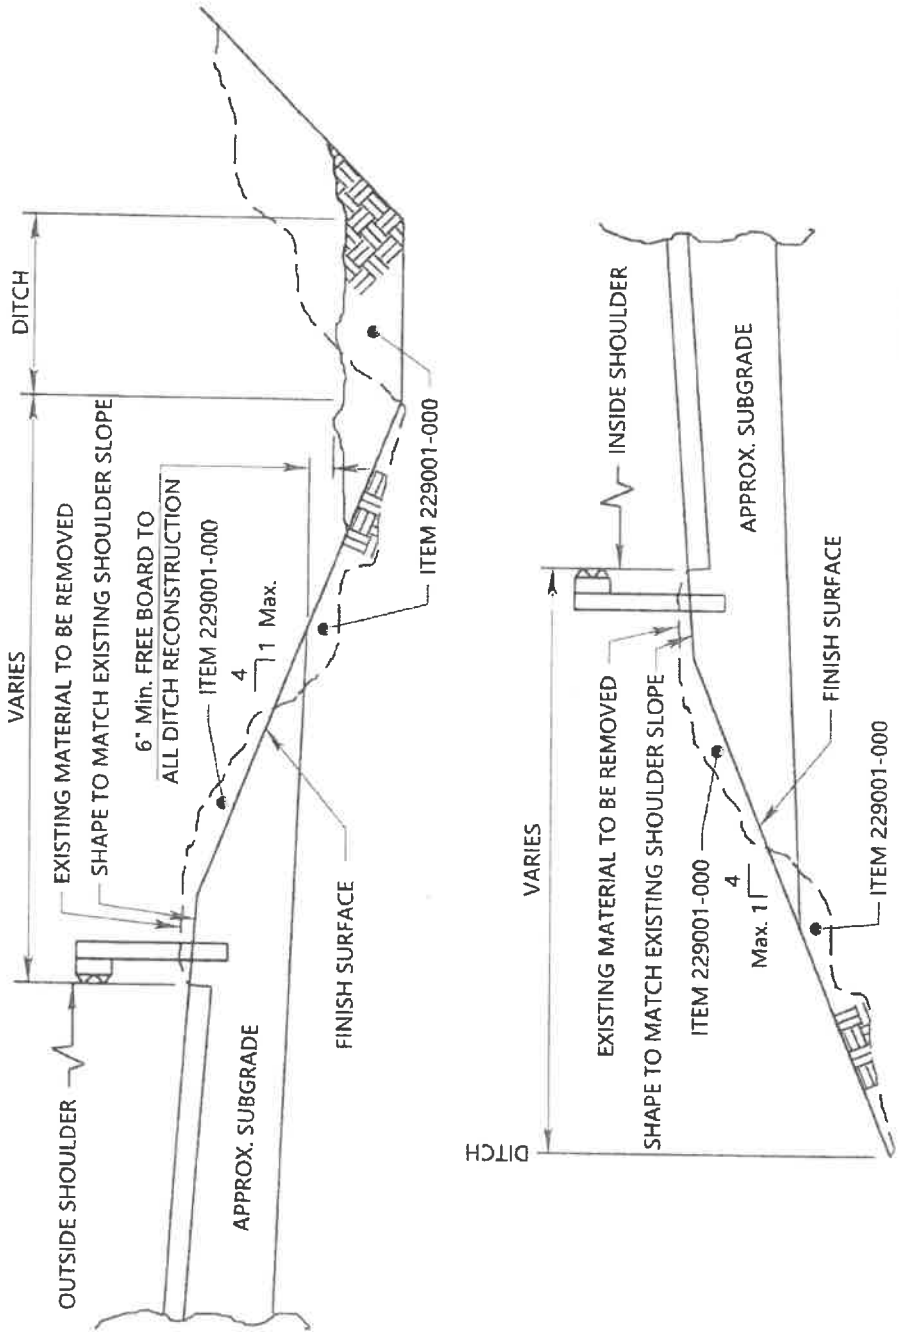 DITCH
VARIES
EXISTING MATERIAL TO BE REMOVED
SHAPE TO MATCH EXISTING SHOULDER SLOPE
6" Min. FREE BOARD TO
ALL DITCH RECONSTRUCTION
ITEM 229001-000
4
1 Max.
OUTSIDE SHOULDER
APPROX. SUBGRADE
FINISH SURFACE
ITEM 229001-000
DITCH
VARIES
INSIDE SHOULDER
EXISTING MATERIAL TO BE REMOVED
SHAPE TO MATCH EXISTING SHOULDER SLOPE
ITEM 229001-000
4
Max. 1
APPROX. SUBGRADE
FINISH SURFACE
ITEM 229001-000